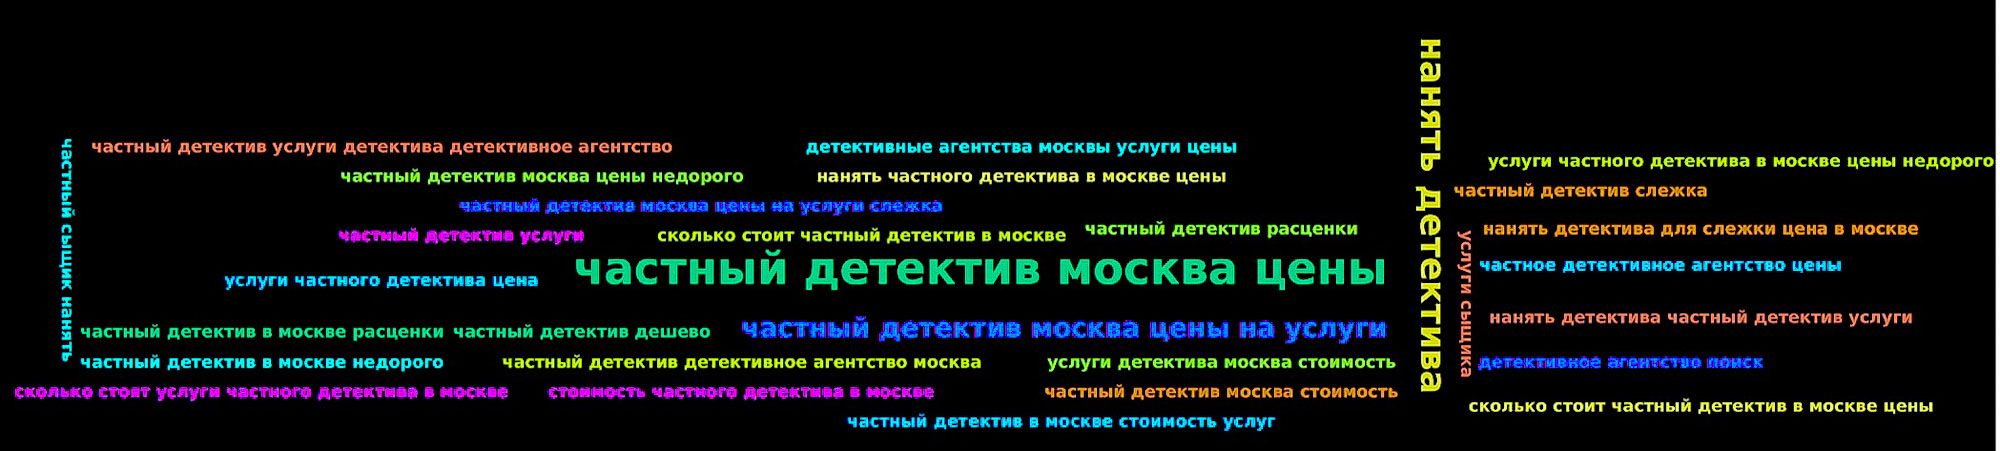 нанять детектива
частный сыщик нанять
частный детектив услуги детектива детективное агентство
детективные агентства москвы услуги цены
услуги частного детектива в москве цены недорого
частный детектив москва цены недорого
нанять частного детектива в москве цены
частный детектив слежка
частный детектив москва цены на услуги слежка
частный детектив услуги
сколько стоит частный детектив в москве
частный детектив расценки
нанять детектива для слежки цена в москве
услуги сыщика
частный детектив москва цены
частное детективное агентство цены
услуги частного детектива цена
нанять детектива частный детектив услуги
частный детектив в москве расценки
частный детектив дешево
частный детектив москва цены на услуги
частный детектив в москве недорого
частный детектив детективное агентство москва
услуги детектива москва стоимость
детективное агентство поиск
сколько стоят услуги частного детектива в москве
стоимость частного детектива в москве
частный детектив москва стоимость
сколько стоит частный детектив в москве цены
частный детектив в москве стоимость услуг